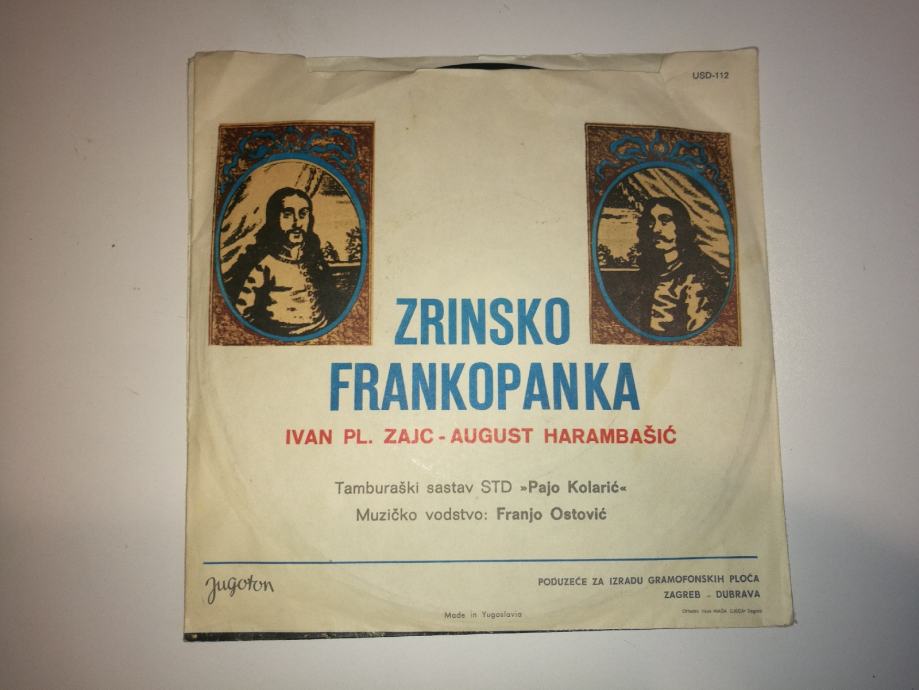 USD-112
ZRINSKO
FRANKOPANKA
IVAN PL. ZAJC - AUGUST HARAMBAŠIĆ
Tamburaški sastav STD »Pajo Kolarić«
Muzičko vodstvo: Franjo Ostović
Jugoton
PODUZEĆE ZA IZRADU GRAMOFONSKIH PLOČA
ZAGREB - DUBRAVA
Made in Yugoslavia
Zagreb